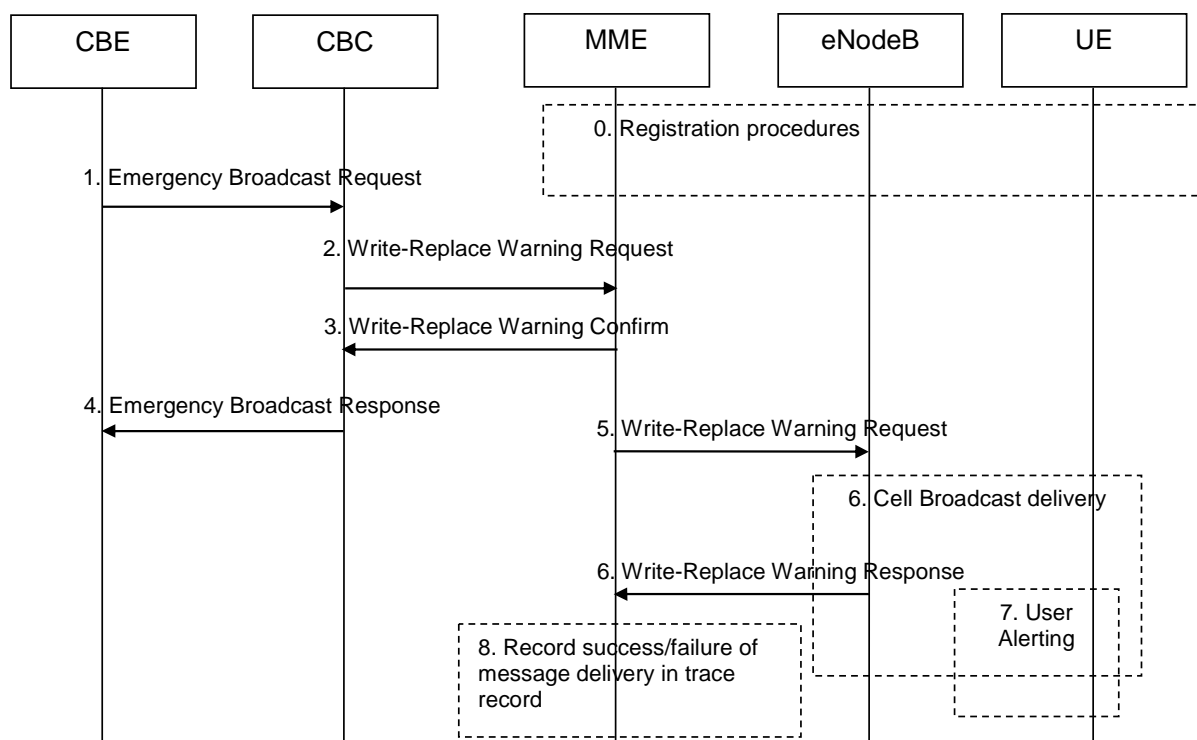 CBE
CBC
MME
eNodeB
UE
0. Registration procedures
1. Emergency Broadcast Request
2. Write-Replace Warning Request
3. Write-Replace Warning Confirm
4. Emergency Broadcast Response
5. Write-Replace Warning Request
6. Cell Broadcast delivery
6. Write-Replace Warning Response
7. User
Alerting
8. Record success/failure of
message delivery in trace
record